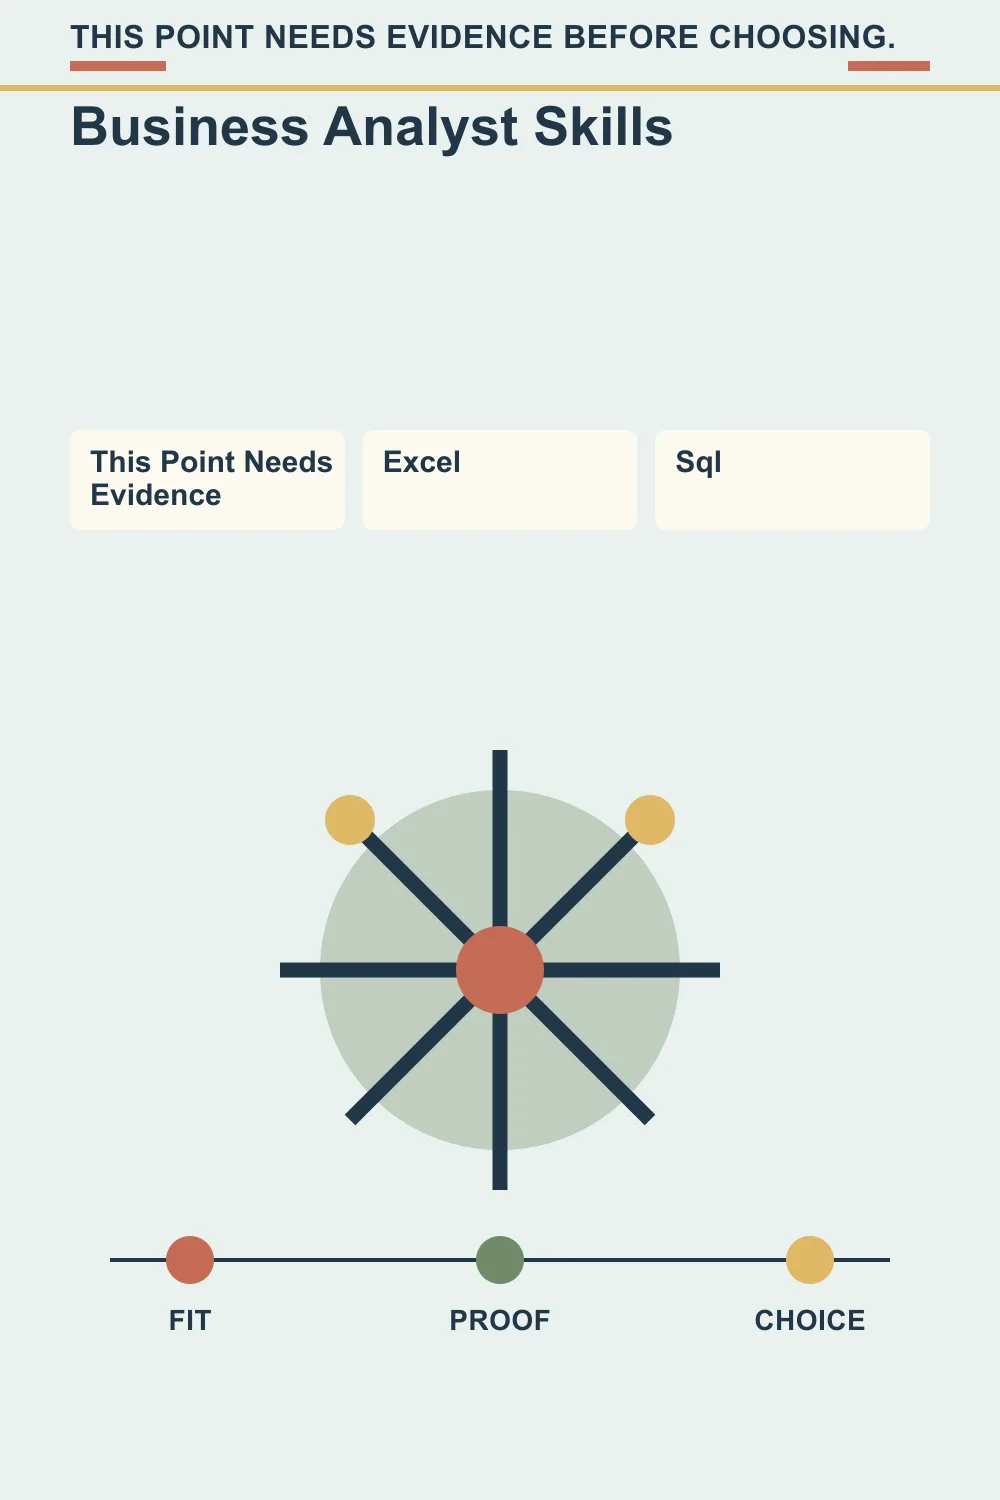 THIS POINT NEEDS EVIDENCE BEFORE CHOOSING.
Business Analyst Skills
This Point Needs
Evidence
Excel
Sql
FIT
PROOF
CHOICE